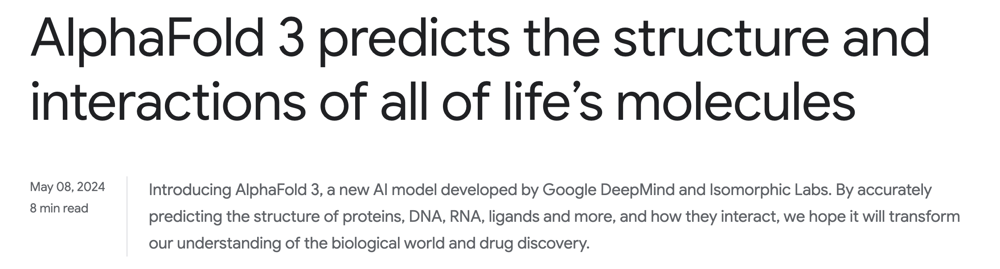 AlphaFold 3 predicts the structure and
interactions of all of life’s molecules
May 08, 2024
8 min read
Introducing AlphaFold 3, a new AI model developed by Google DeepMind and Isomorphic Labs. By accurately
predicting the structure of proteins, DNA, RNA, ligands and more, and how they interact, we hope it will transform
our understanding of the biological world and drug discovery.